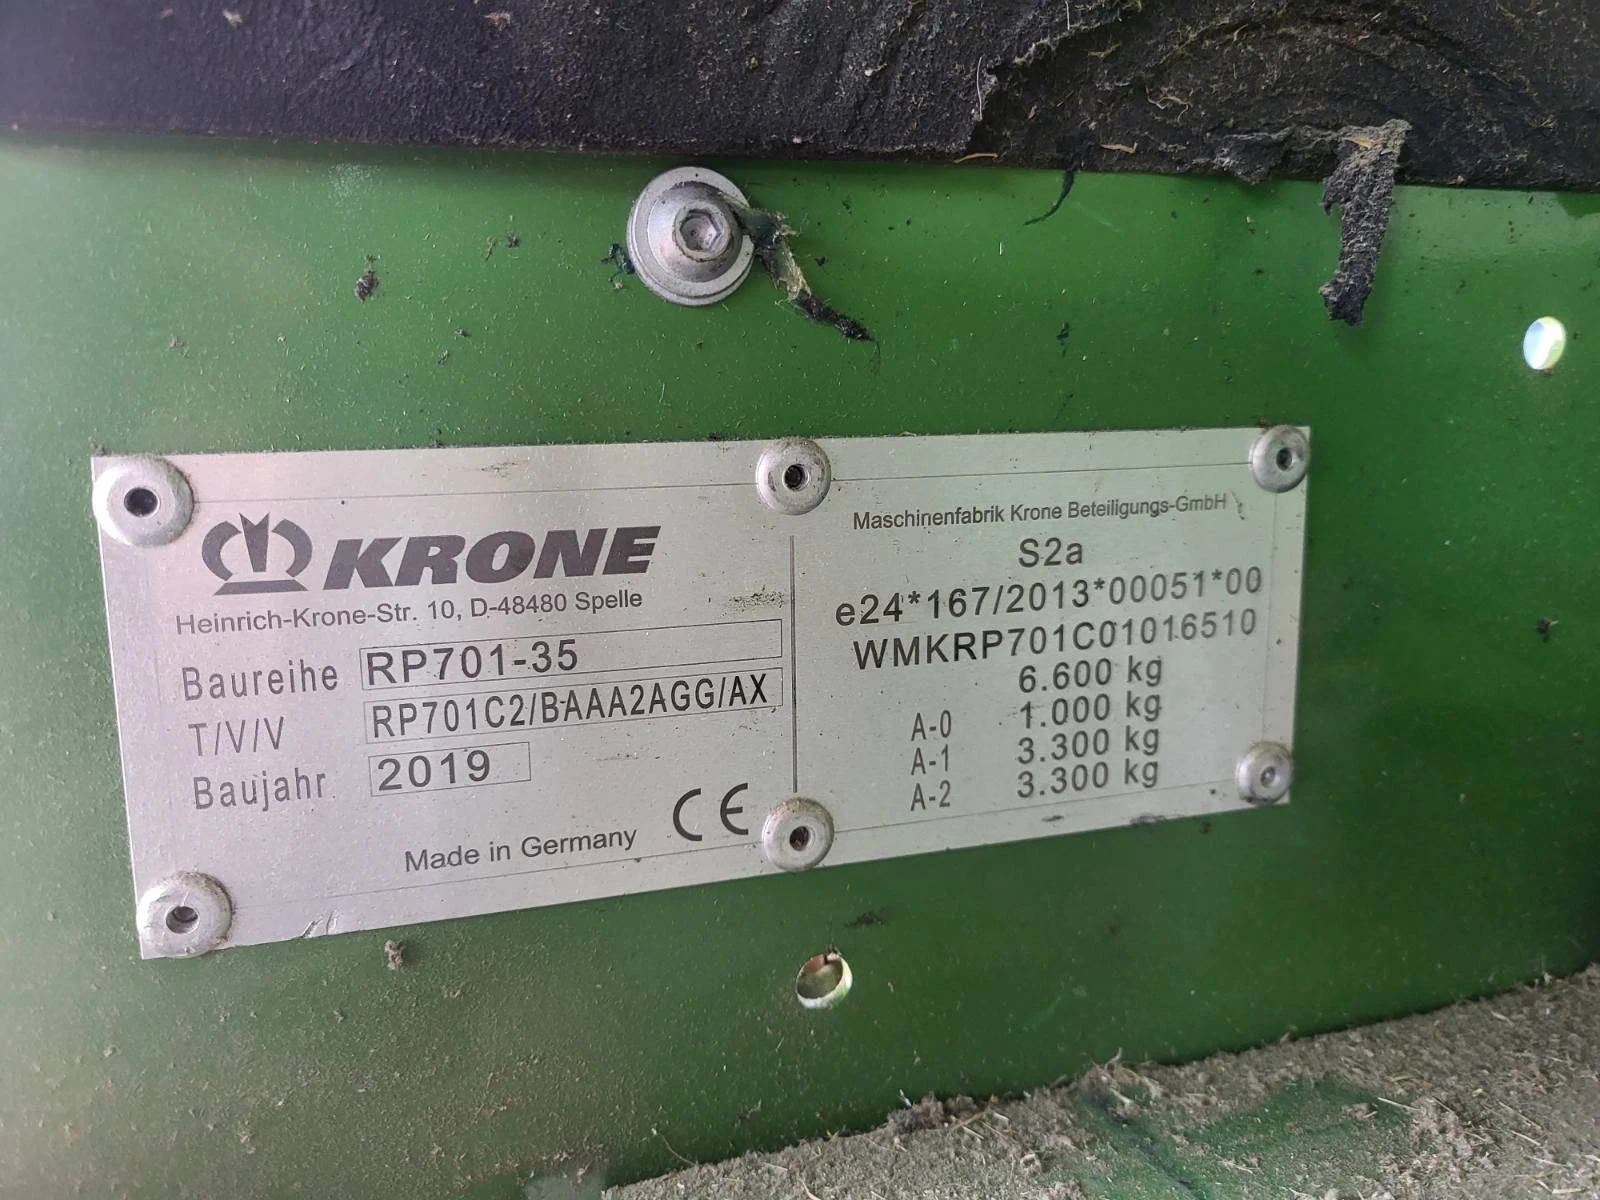 KRONE
Heinrich-Krone-Str. 10, D-48480 Spelle
Baureihe RP701-35
T/V/V RP701C2/BAAA2AGG/AX
Baujahr 2019
Made in Germany CE
Maschinenfabrik Krone Beteiligungs-GmbH
S2a
e24*167/2013*00051*00
WMKRP701C01016510
6.600 kg
A-0 1.000 kg
A-1 3.300 kg
A-2 3.300 kg